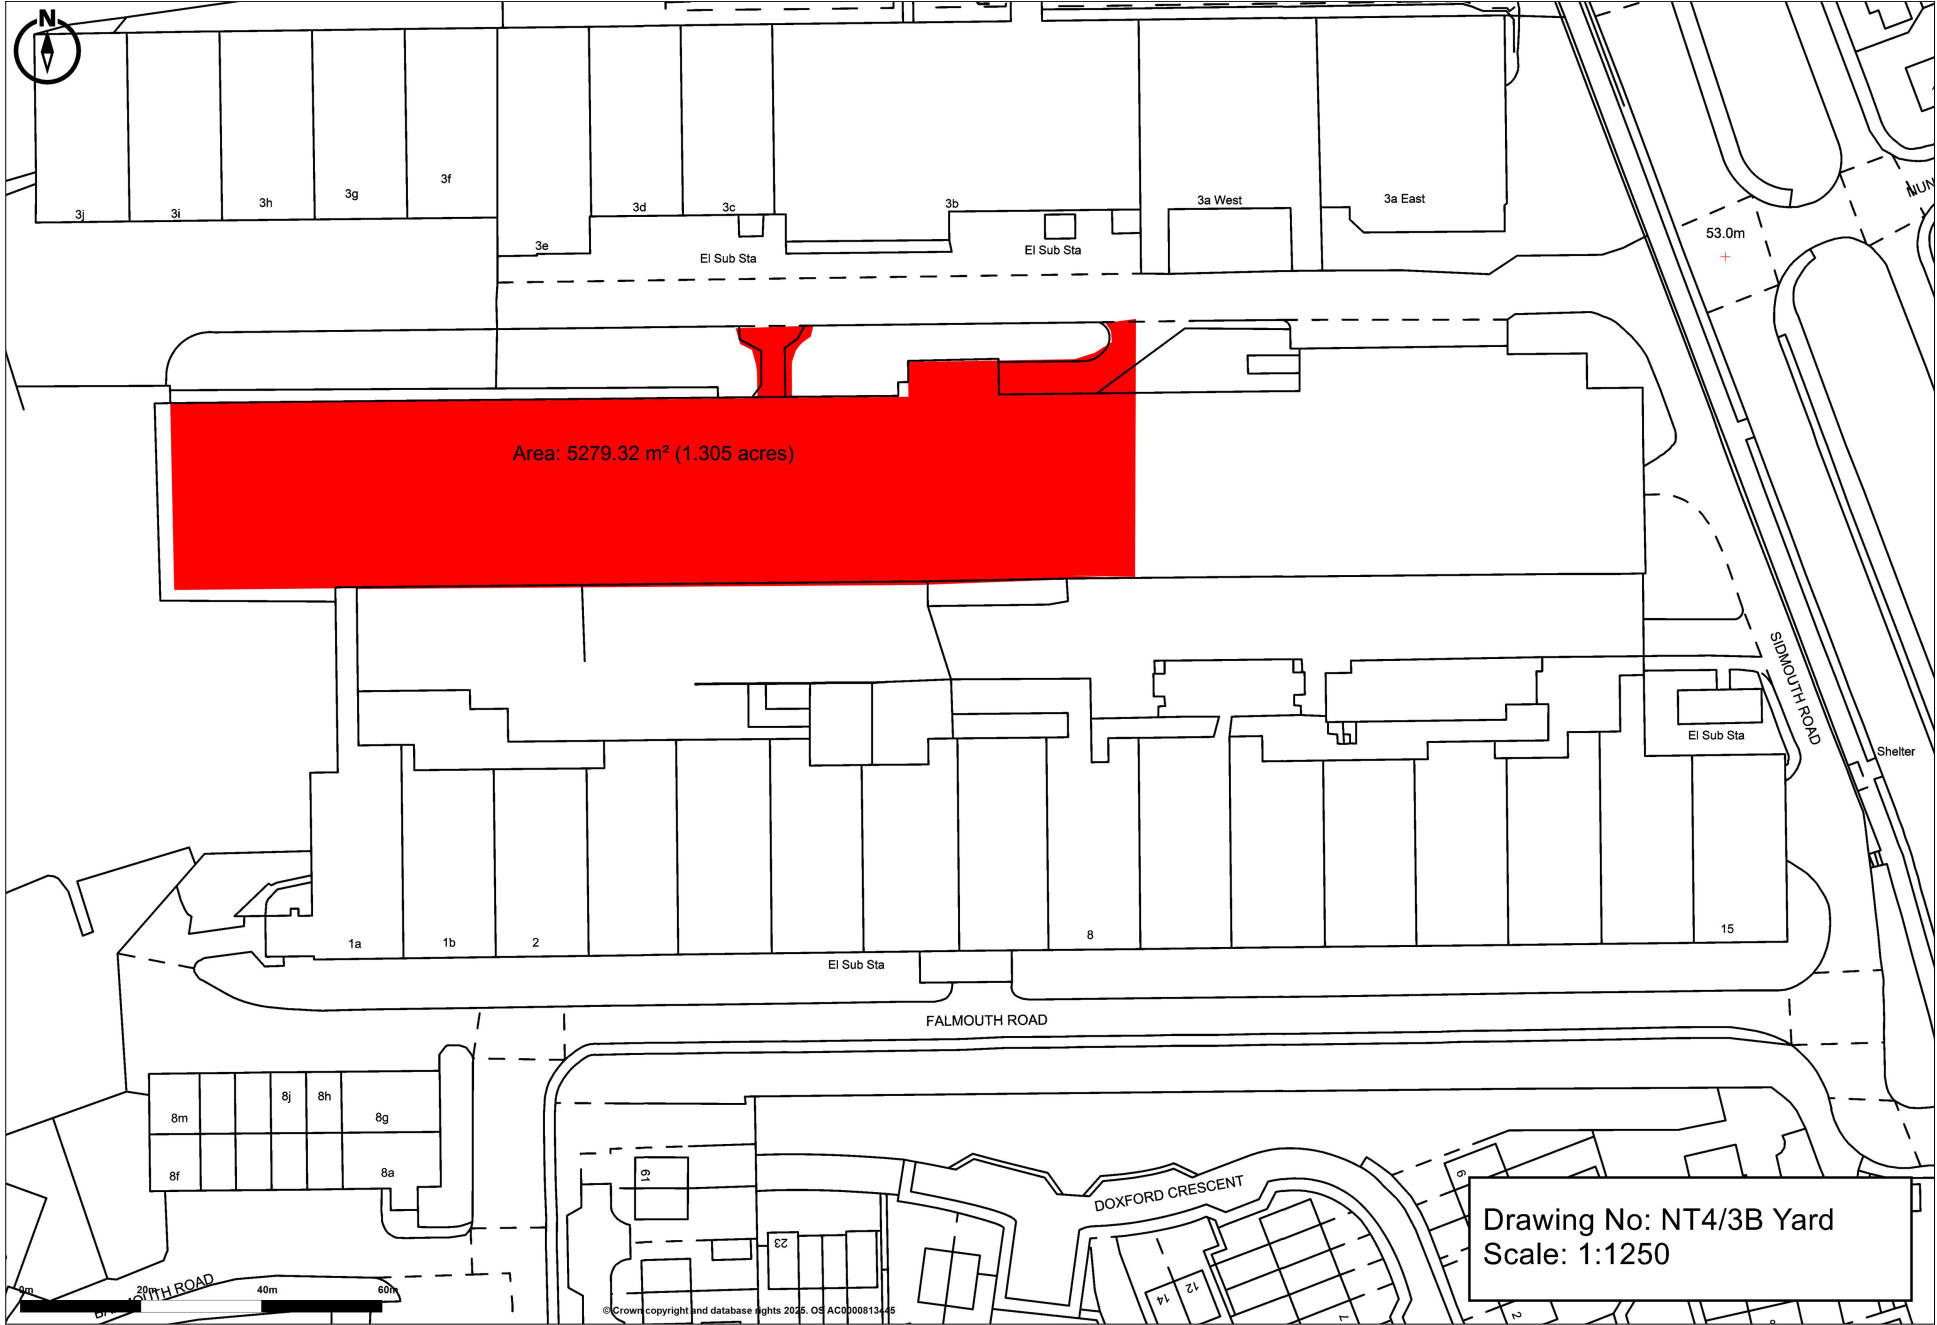 N
3j
3i
3h
3g
3f
3e
3d
3c
3b
3a West
3a East
El Sub Sta
El Sub Sta
53.0m
Area: 5279.32 m² (1.305 acres)
SIDMOUTH ROAD
El Sub Sta
Shelter
1a
1b
2
8
15
El Sub Sta
FALMOUTH ROAD
8m
8j
8h
8g
8f
8a
61
23
DOXFORD CRESCENT
9
14
12
7
2
Drawing No: NT4/3B Yard
Scale: 1:1250
ROAD
0m
20m
40m
60m
© Crown copyright and database rights 2025. OS AC0000813445